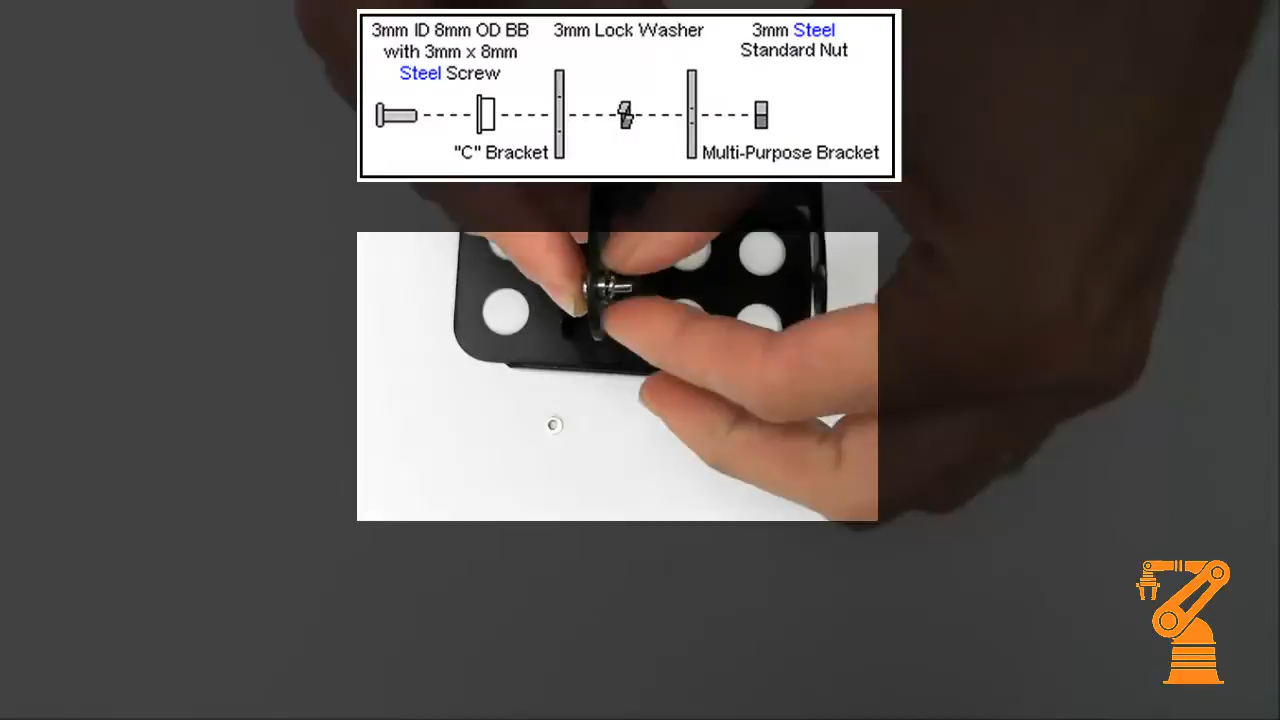 3mm ID 8mm OD BB
with 3mm x 8mm
Steel Screw
3mm Lock Washer
3mm Steel
Standard Nut
"C" Bracket
Multi-Purpose Bracket